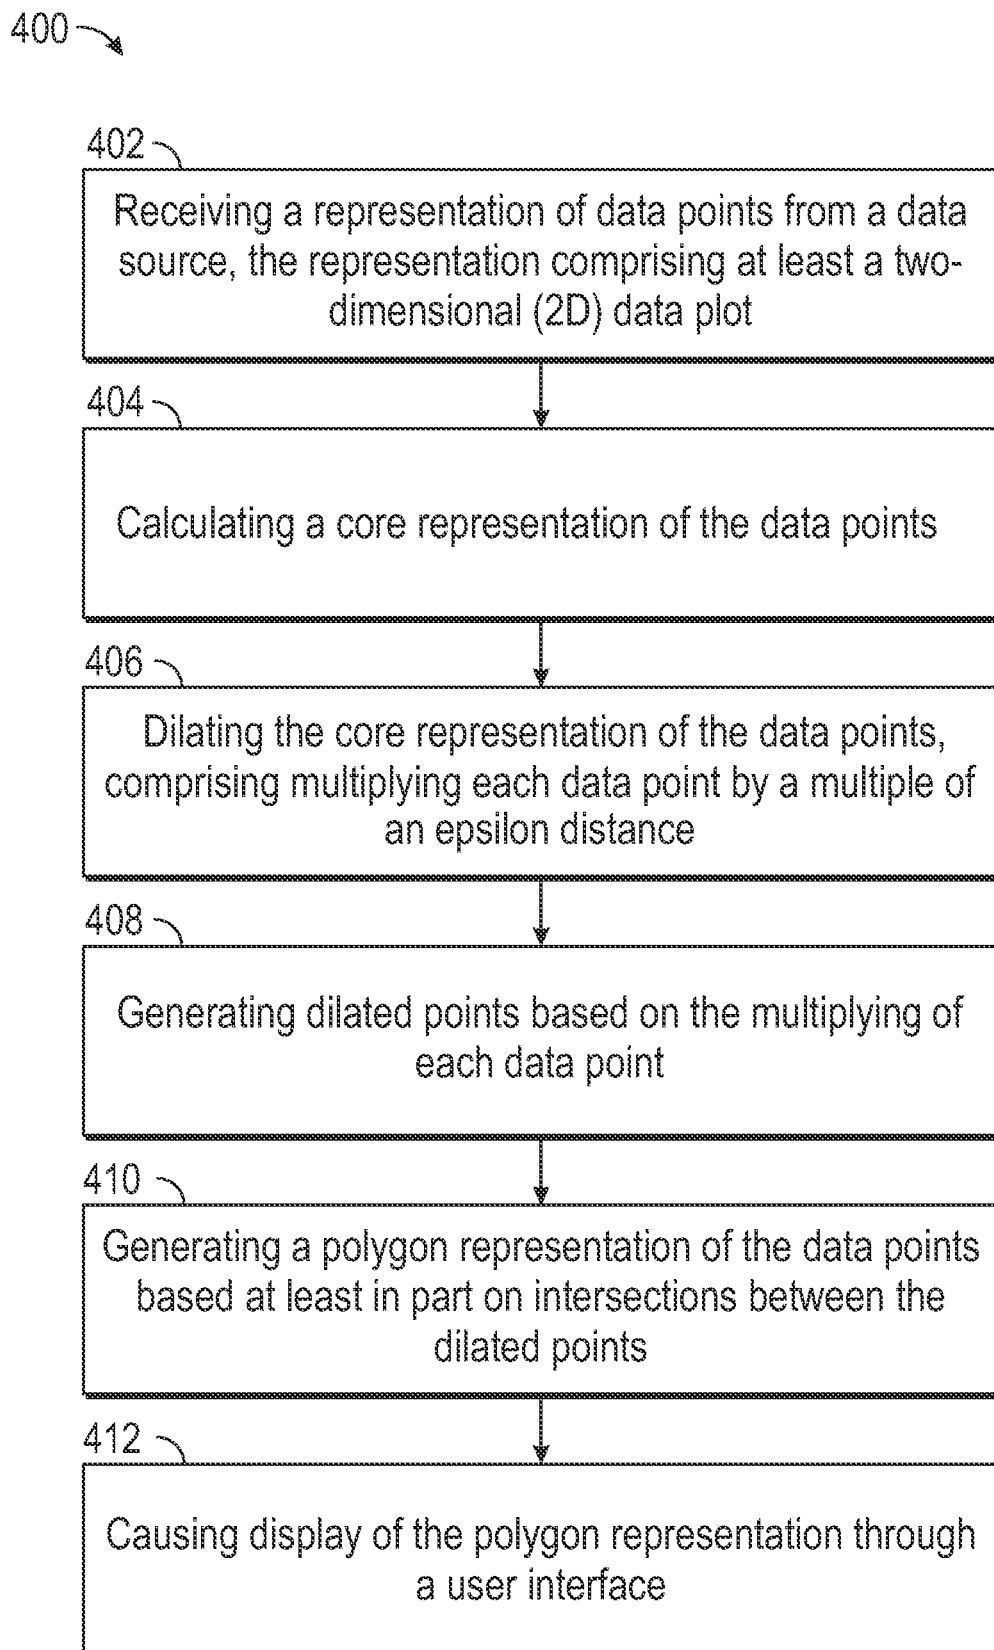 400
402
Receiving a representation of data points from a data
source, the representation comprising at least a two-
dimensional (2D) data plot
404
Calculating a core representation of the data points
406
Dilating the core representation of the data points,
comprising multiplying each data point by a multiple of
an epsilon distance
408
Generating dilated points based on the multiplying of
each data point
410
Generating a polygon representation of the data points
based at least in part on intersections between the
dilated points
412
Causing display of the polygon representation through
a user interface